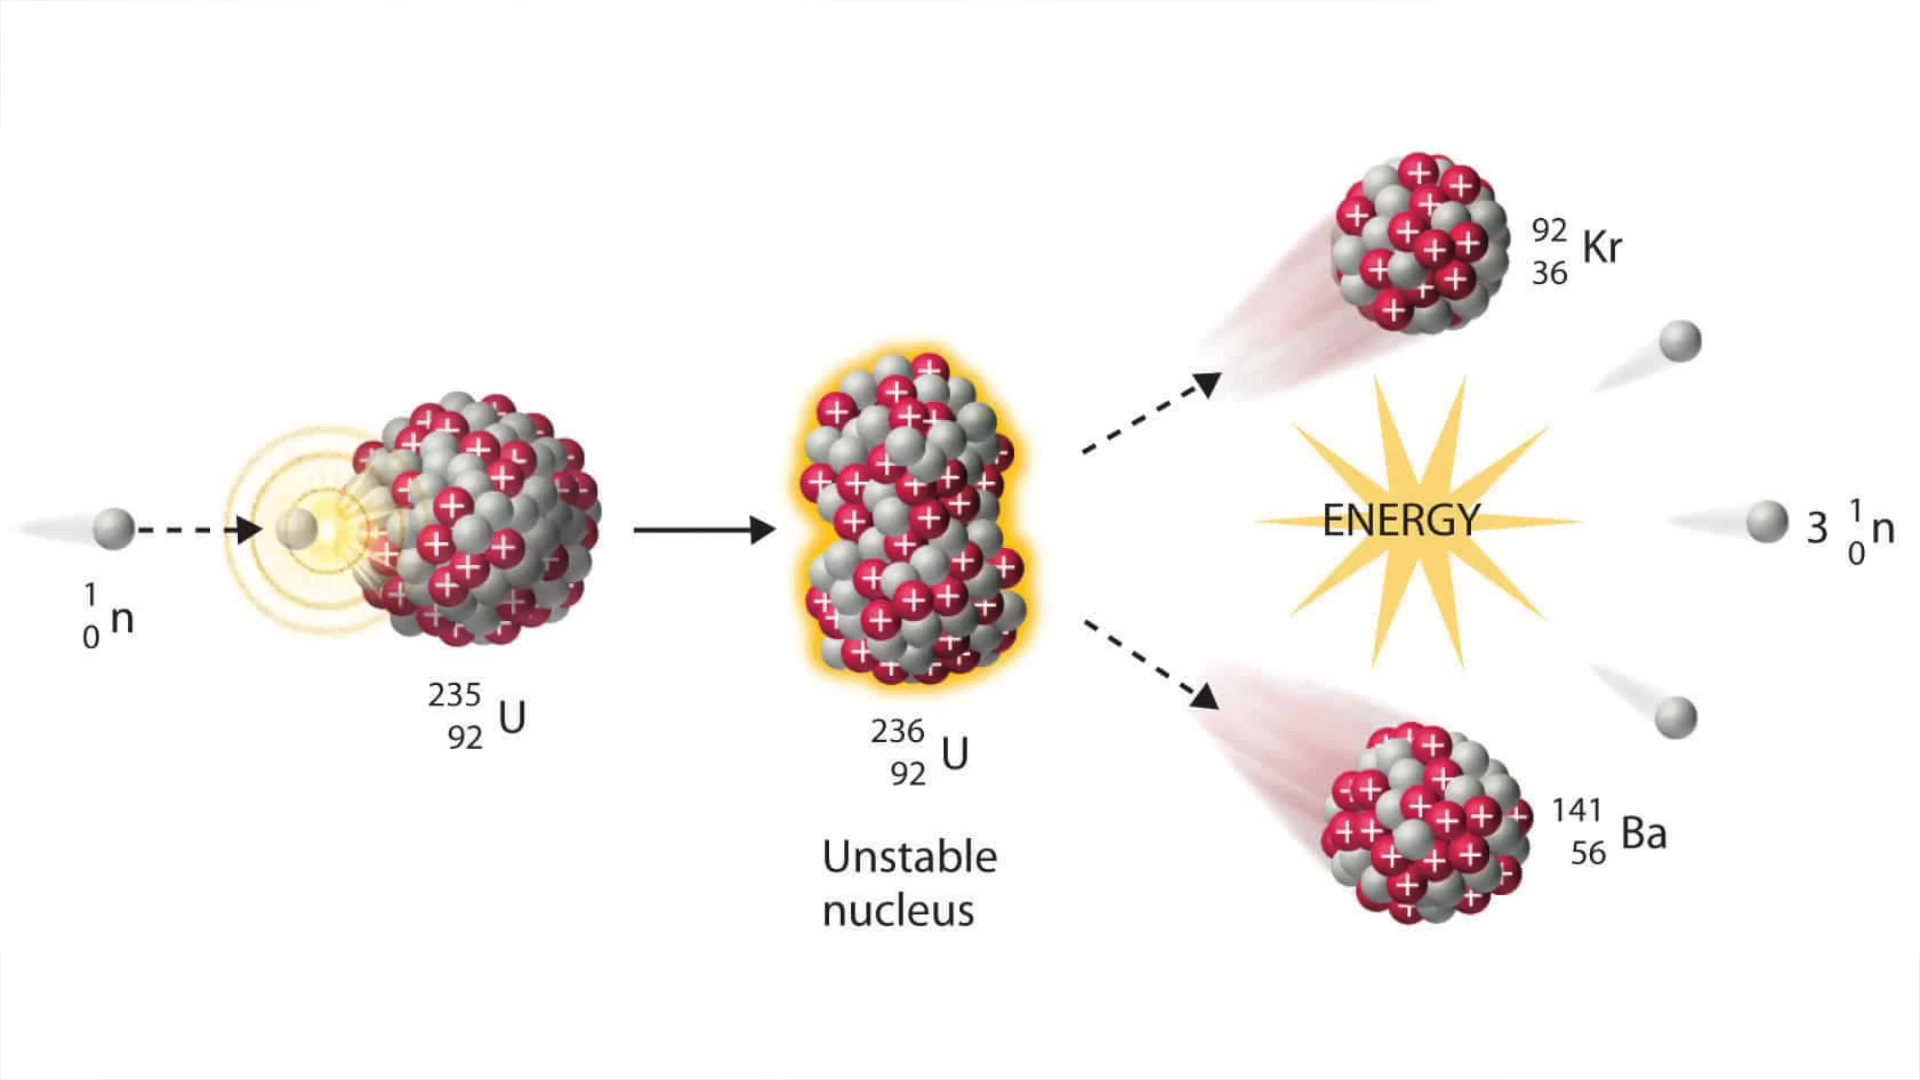 1
0 n
235
92 U
236
92 U
Unstable
nucleus
92
36 Kr
ENERGY
3 1
0 n
141
56 Ba